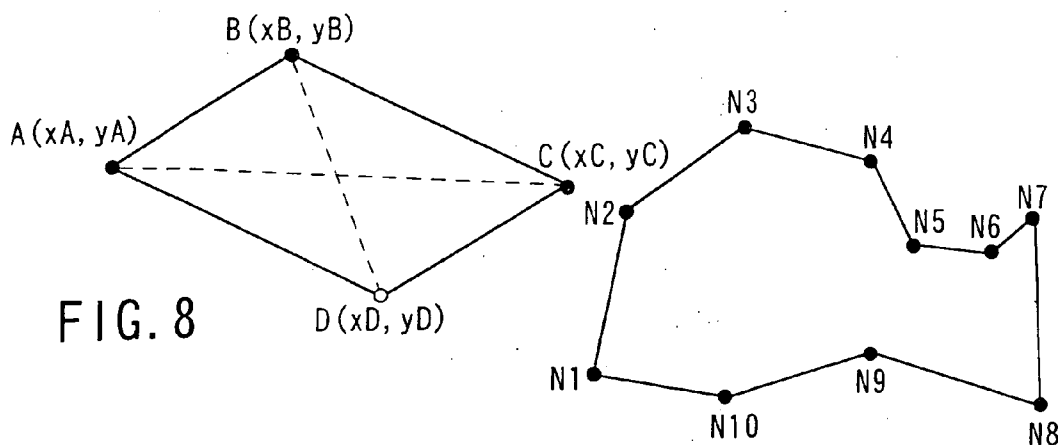 B(xB, yB)
A(xA, yA)
C(xC, yC)
D(xD, yD)
FIG. 8
N3
N4
N2
N7
N5
N6
N1
N9
N10
N8